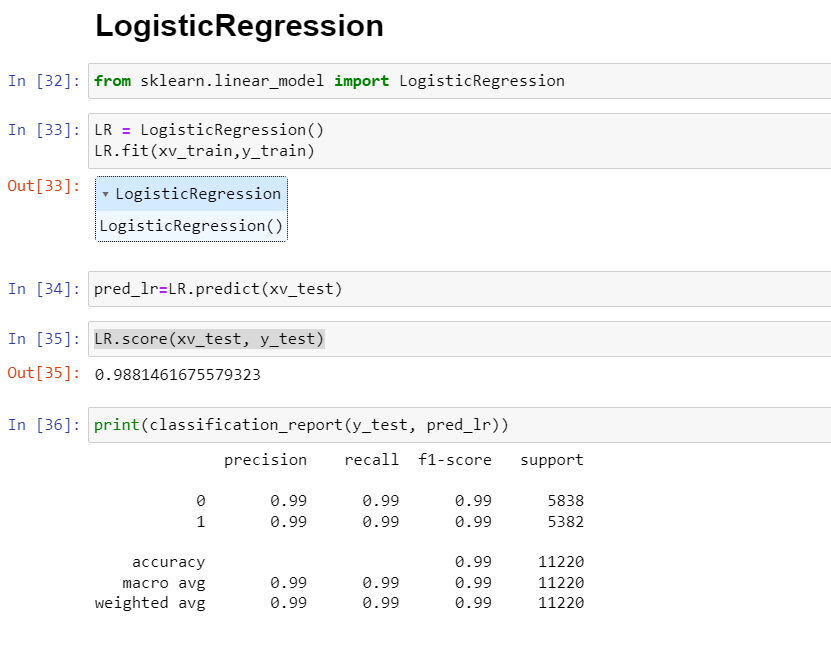 LogisticRegression
In [32]: from sklearn.linear_model import LogisticRegression
In [33]: LR = LogisticRegression()
LR.fit(xv_train,y_train)
Out[33]: ▾ LogisticRegression
LogisticRegression()
In [34]: pred_lr=LR.predict(xv_test)
In [35]: LR.score(xv_test, y_test)
Out[35]: 0.9881461675579323
In [36]: print(classification_report(y_test, pred_lr))
precision recall f1-score support
0 0.99 0.99 0.99 5838
1 0.99 0.99 0.99 5382
accuracy 0.99 11220
macro avg 0.99 0.99 0.99 11220
weighted avg 0.99 0.99 0.99 11220